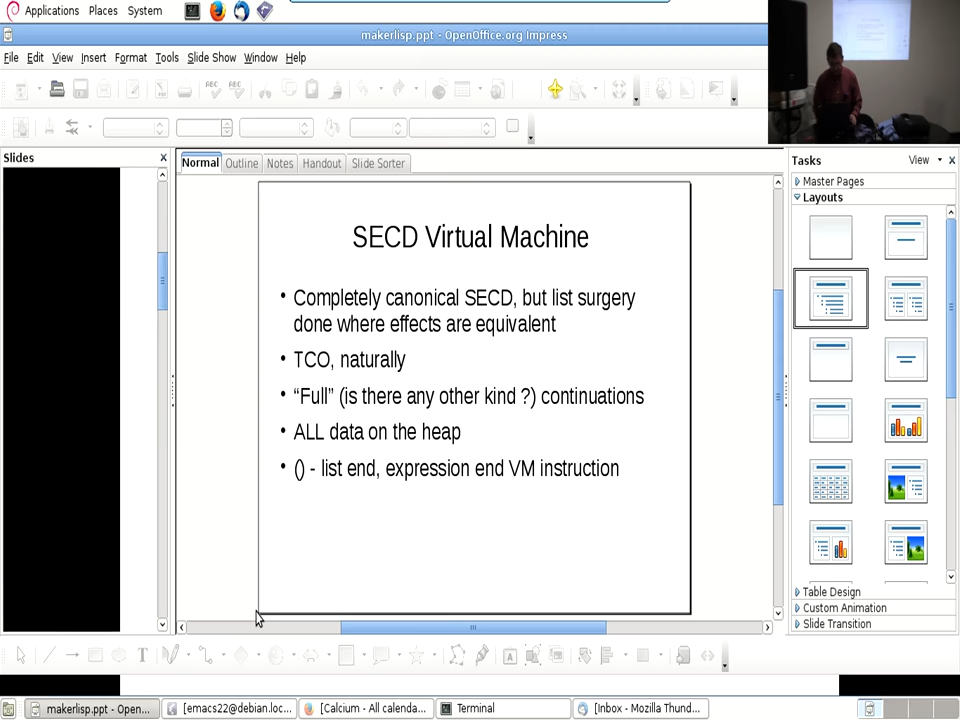 Applications Places System
makerlisp.ppt - OpenOffice.org Impress
File Edit View Insert Format Tools Slide Show Window Help
Slides
Normal Outline Notes Handout Slide Sorter
SECD Virtual Machine
• Completely canonical SECD, but list surgery
done where effects are equivalent
• TCO, naturally
• “Full” (is there any other kind ?) continuations
• ALL data on the heap
• () - list end, expression end VM instruction
Tasks View
Master Pages
Layouts
Table Design
Custom Animation
Slide Transition
makerlisp.ppt - Open... [emacs22@debian.loc... [Calcium - All calenda... Terminal [Inbox - Mozilla Thund...